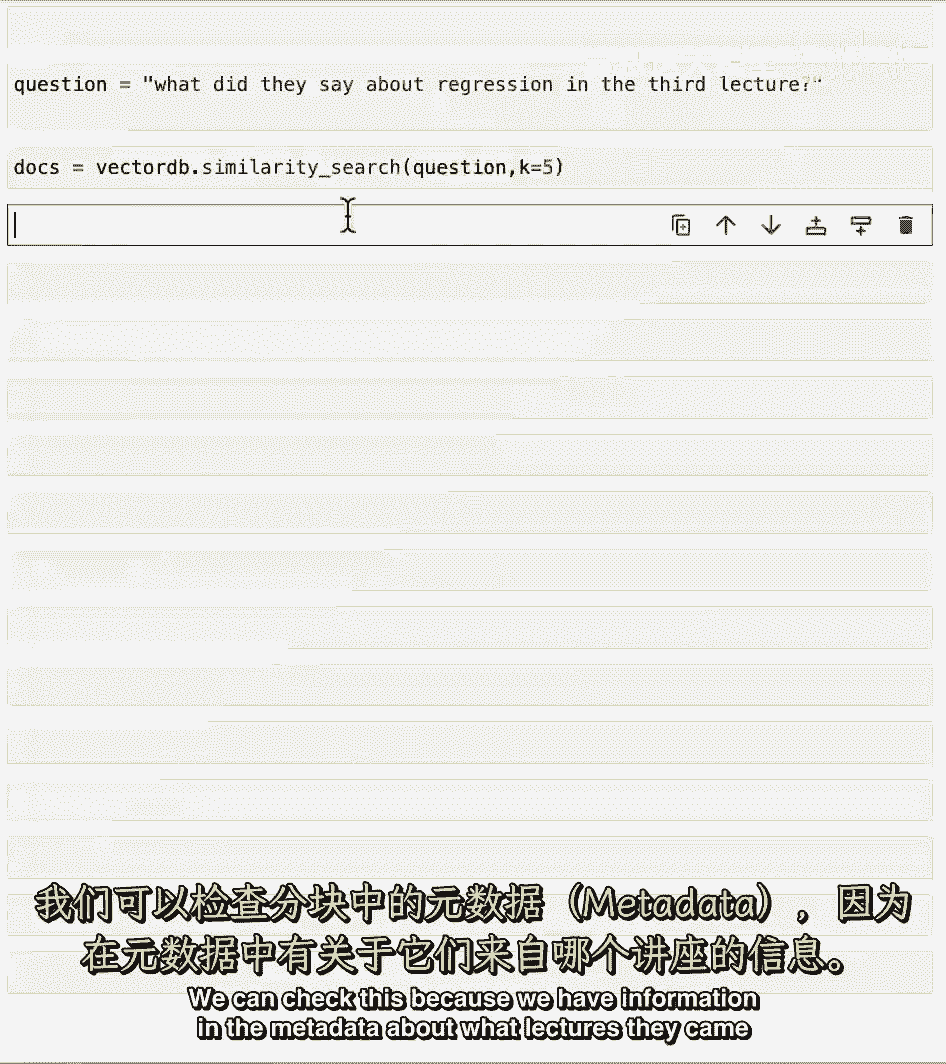 question = "what did they say about regression in the third lecture?"
docs = vectordb.similarity_search(question,k=5)
我们可以检查分块中的元数据（Metadata），因为
在元数据中有关于它们来自哪个讲座的信息。
We can check this because we have information
in the metadata about what lectures they came